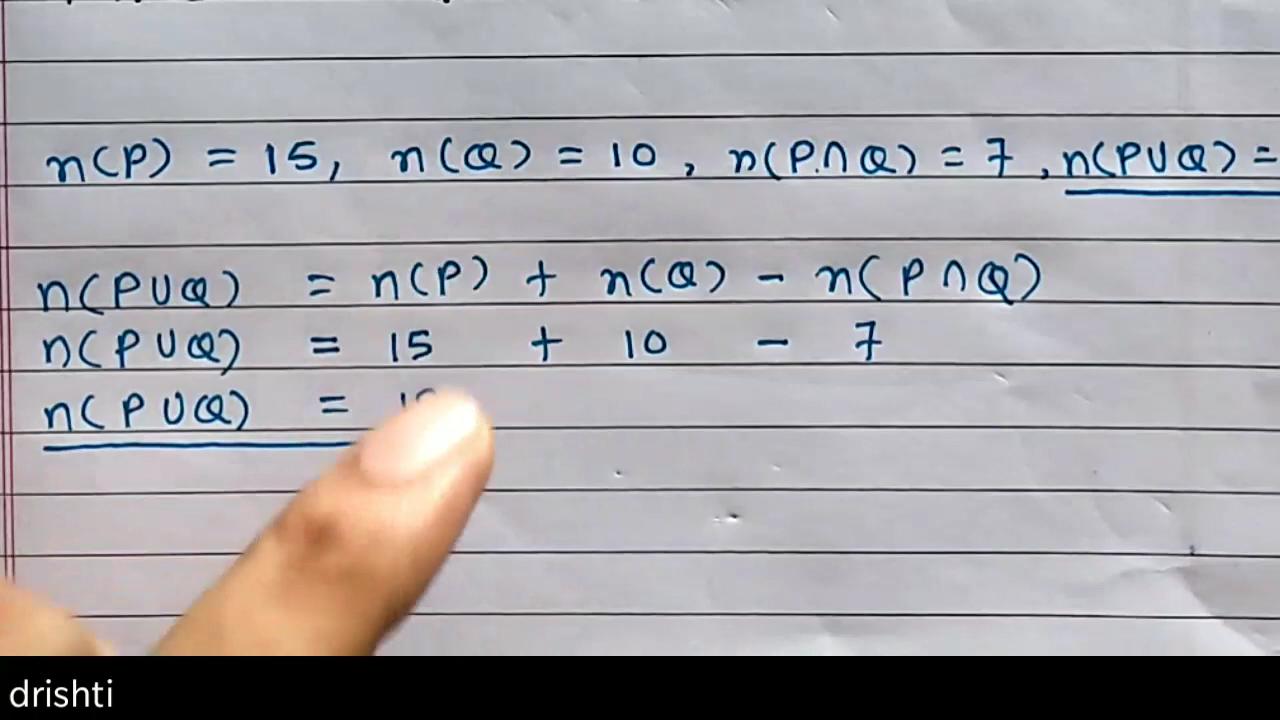 n(P) = 15, n(Q) = 10, n(P∩Q) = 7, n(P∪Q) =
n(P∪Q) = n(P) + n(Q) - n(P∩Q)
n(P∪Q) = 15 + 10 - 7
n(P∪Q) =
drishti